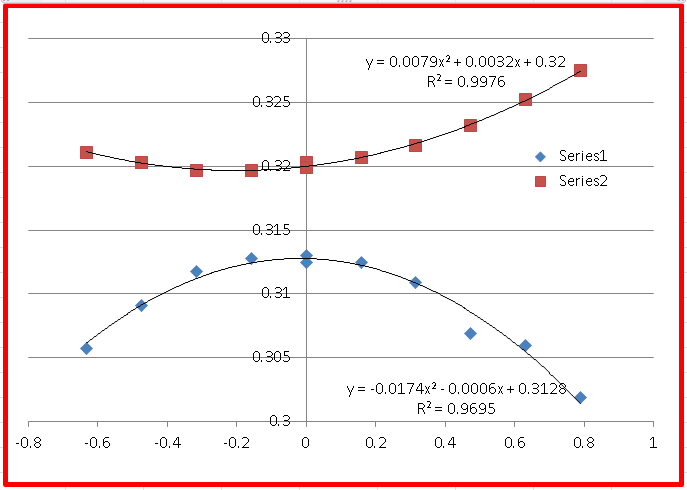 0.33
y = 0.0079x² + 0.0032x + 0.32
R² = 0.9976
0.325
Series1
0.32
Series2
0.315
0.31
0.305
y = -0.0174x² - 0.0006x + 0.3128
R² = 0.9695
0.3
-0.8 -0.6 -0.4 -0.2 0 0.2 0.4 0.6 0.8 1